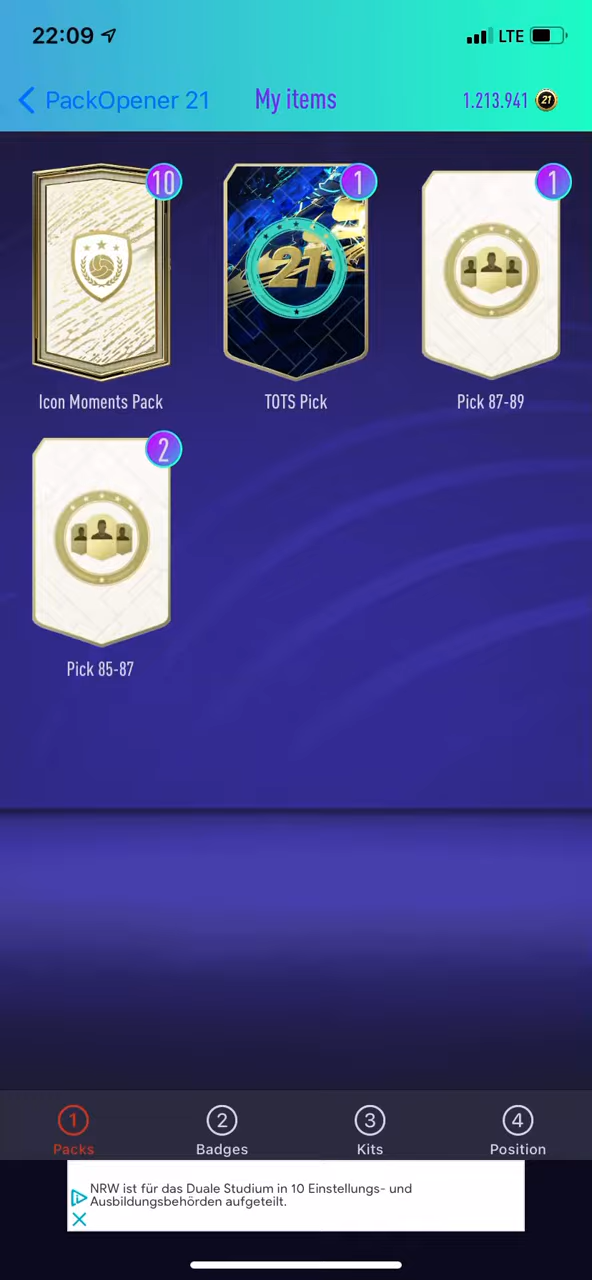 22:09
LTE
PackOpener 21
My items
1.213.941
21
10
1
1
21
Icon Moments Pack
TOTS Pick
Pick 87-89
2
Pick 85-87
1
2
3
4
Packs
Badges
Kits
Position
NRW ist für das Duale Studium in 10 Einstellungs- und
Ausbildungsbehörden aufgeteilt.